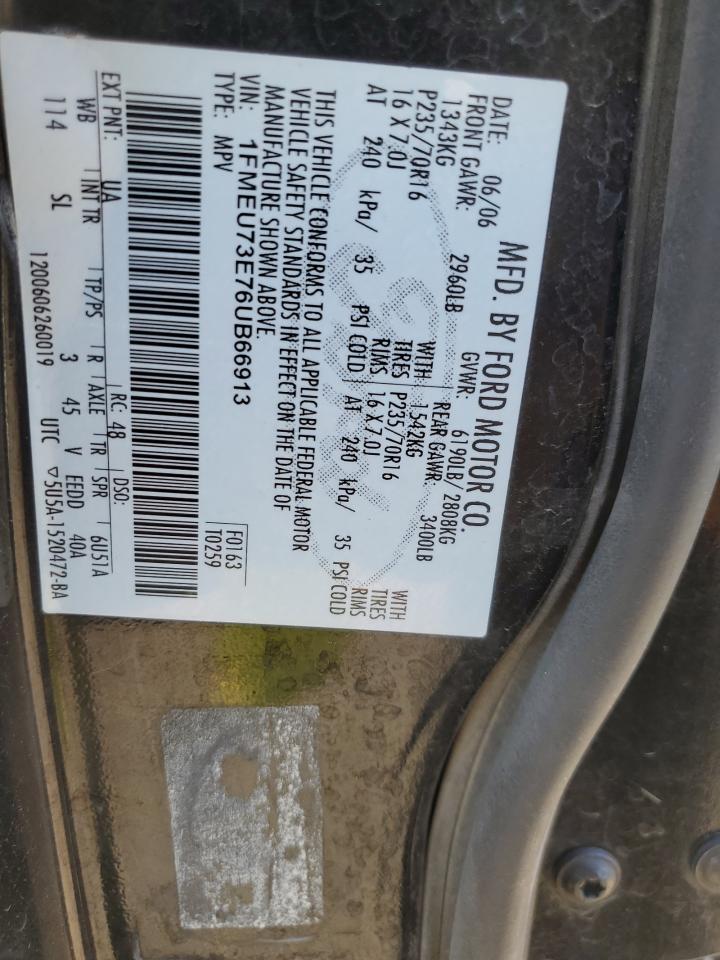 MFD. BY FORD MOTOR CO.
DATE: 06/06 GVWR: 6190LB/ 2808KG
FRONT GAWR: 2960LB REAR GAWR: 3400LB
1343KG WITH 1542KG WITH
P235/70R16 TIRES P235/70R16 TIRES
16 X 7.0J RIMS 16 X 7.0J RIMS
AT 240 kPa/ 35 PSI COLD AT 240 kPa/ 35 PSI COLD
THIS VEHICLE CONFORMS TO ALL APPLICABLE FEDERAL MOTOR
VEHICLE SAFETY STANDARDS IN EFFECT ON THE DATE OF
MANUFACTURE SHOWN ABOVE.
VIN: 1FMEU73E76UB66913
TYPE: MPV
F0163
T0259
EXT PNT: UA RC: 48 DSO:
WB INT TR TP/PS R AXLE TR SPR 6U51A
114 SL 3 45 V EEDD 40A
1200606260019 UTC ▽5U5A-1520472-BA